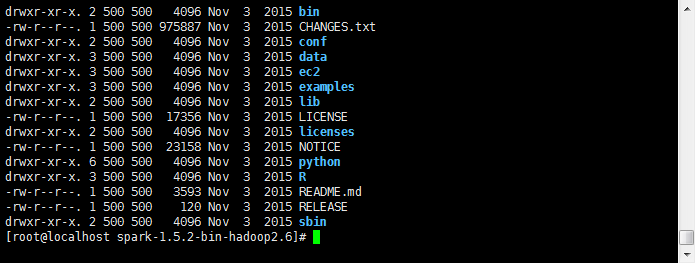 drwxr-xr-x. 2 500 500   4096 Nov  3  2015 bin
-rw-r--r--. 1 500 500 975887 Nov  3  2015 CHANGES.txt
drwxr-xr-x. 2 500 500   4096 Nov  3  2015 conf
drwxr-xr-x. 3 500 500   4096 Nov  3  2015 data
drwxr-xr-x. 3 500 500   4096 Nov  3  2015 ec2
drwxr-xr-x. 3 500 500   4096 Nov  3  2015 examples
drwxr-xr-x. 2 500 500   4096 Nov  3  2015 lib
-rw-r--r--. 1 500 500  17356 Nov  3  2015 LICENSE
drwxr-xr-x. 2 500 500   4096 Nov  3  2015 licenses
-rw-r--r--. 1 500 500  23158 Nov  3  2015 NOTICE
drwxr-xr-x. 6 500 500   4096 Nov  3  2015 python
drwxr-xr-x. 3 500 500   4096 Nov  3  2015 R
-rw-r--r--. 1 500 500   3593 Nov  3  2015 README.md
-rw-r--r--. 1 500 500    120 Nov  3  2015 RELEASE
drwxr-xr-x. 2 500 500   4096 Nov  3  2015 sbin
[root@localhost spark-1.5.2-bin-hadoop2.6]#